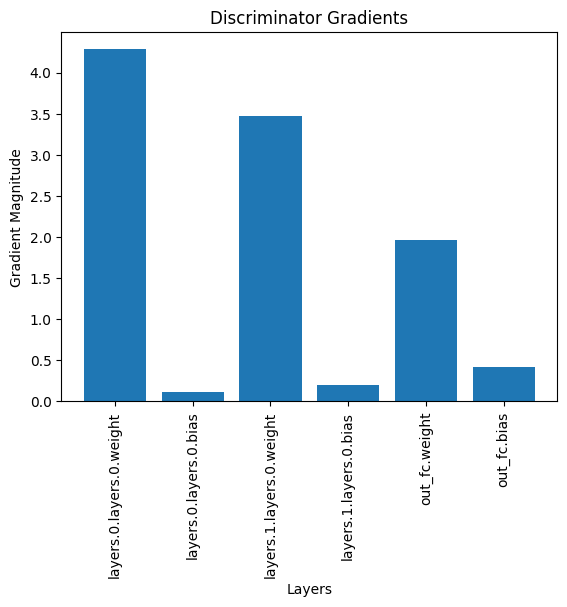 Discriminator Gradients
Gradient Magnitude
4.0
3.5
3.0
2.5
2.0
1.5
1.0
0.5
0.0
layers.0.layers.0.weight
layers.0.layers.0.bias
layers.1.layers.0.weight
layers.1.layers.0.bias
out_fc.weight
out_fc.bias
Layers